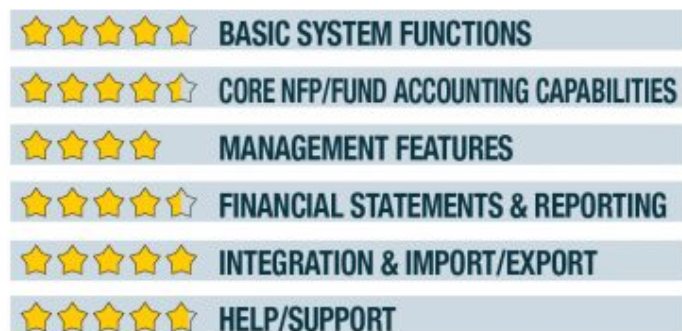 BASIC SYSTEM FUNCTIONS
CORE NFP/FUND ACCOUNTING CAPABILITIES
MANAGEMENT FEATURES
FINANCIAL STATEMENTS & REPORTING
INTEGRATION & IMPORT/EXPORT
HELP/SUPPORT